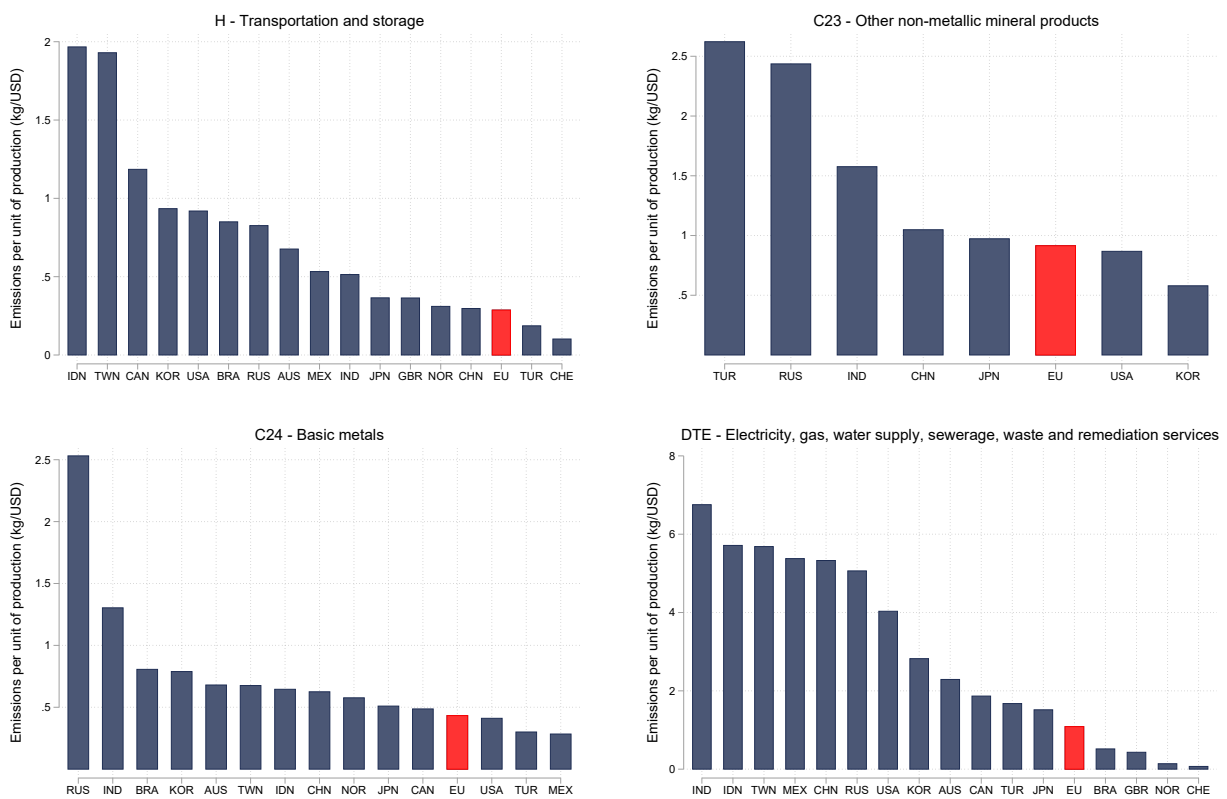 H - Transportation and storage
Emissions per unit of production (kg/USD)
2
1.5
1
.5
0
IDN TWN CAN KOR USA BRA RUS AUS MEX IND JPN GBR NOR CHN EU TUR CHE
C23 - Other non-metallic mineral products
Emissions per unit of production (kg/USD)
2.5
2
1.5
1
.5
TUR RUS IND CHN JPN EU USA KOR
C24 - Basic metals
Emissions per unit of production (kg/USD)
2.5
2
1.5
1
.5
RUS IND BRA KOR AUS TWN IDN CHN NOR JPN CAN EU USA TUR MEX
DTE - Electricity, gas, water supply, sewerage, waste and remediation services
Emissions per unit of production (kg/USD)
8
6
4
2
0
IND IDN TWN MEX CHN RUS USA KOR AUS CAN TUR JPN EU BRA GBR NOR CHE